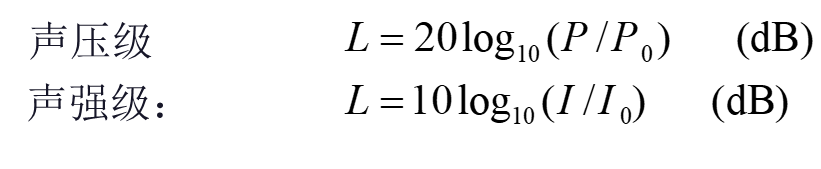 声压级 L = 20log₁₀(P/P₀) (dB)
声强级： L = 10log₁₀(I/I₀) (dB)